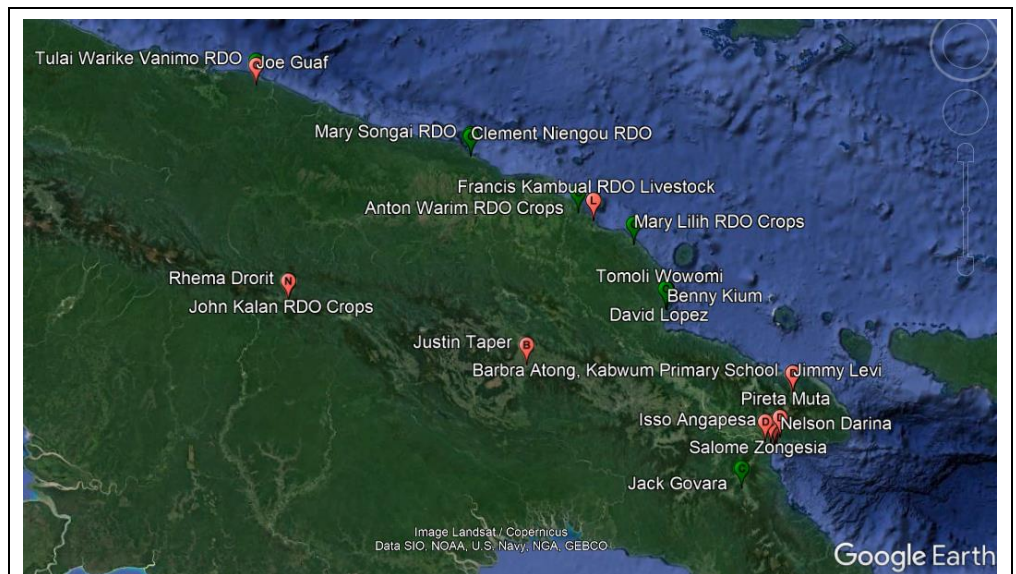 Tulai Warike Vanimo RDO
Joe Guaf
Mary Songai RDO
Clement Niengou RDO
Francis Kambual RDO Livestock
Anton Warim RDO Crops
L
Mary Lilih RDO Crops
Rhema Drorit
N
John Kalan RDO Crops
Tomoli Wowomi
Benny Kium
David Lopez
Justin Taper
B
Barbra Atong, Kabwum Primary School
Jimmy Levi
Pireta Muta
Isso Angapesa
D
Nelson Darina
Salome Zongesia
Jack Govara
Image Landsat / Copernicus
Data SIO, NOAA, U.S. Navy, NGA, GEBCO
Google Earth